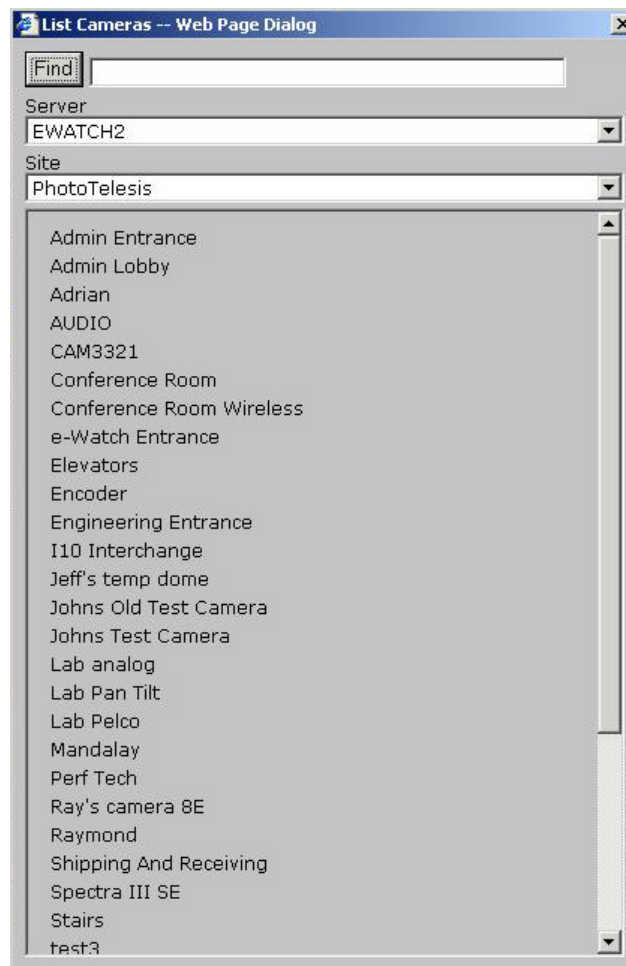 List Cameras -- Web Page Dialog
Find
Server
EWATCH2
Site
PhotoTelesis
Admin Entrance
Admin Lobby
Adrian
AUDIO
CAM3321
Conference Room
Conference Room Wireless
e-Watch Entrance
Elevators
Encoder
Engineering Entrance
I10 Interchange
Jeff's temp dome
Johns Old Test Camera
Johns Test Camera
Lab analog
Lab Pan Tilt
Lab Pelco
Mandalay
Perf Tech
Ray's camera 8E
Raymond
Shipping And Receiving
Spectra III SE
Stairs
test3